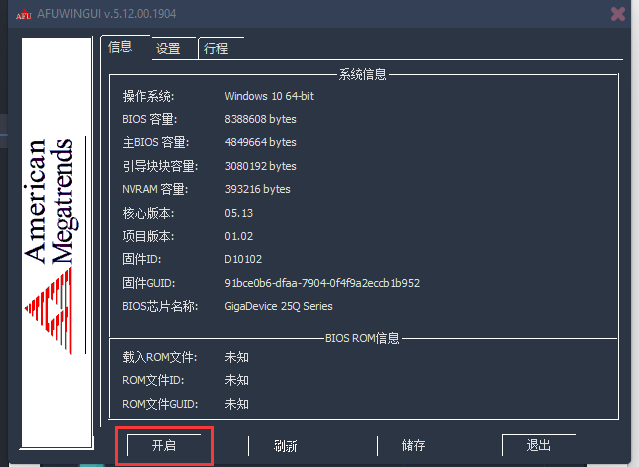 AFU AFUWINGUI v.5.12.00.1904
信息 设置 行程
American
Megatrends
系统信息
操作系统: Windows 10 64-bit
BIOS 容量: 8388608 bytes
主BIOS 容量: 4849664 bytes
引导块块容量: 3080192 bytes
NVRAM 容量: 393216 bytes
核心版本: 05.13
项目版本: 01.02
固件ID: D10102
固件GUID: 91bce0b6-dfaa-7904-0f4f9a2eccb1b952
BIOS芯片名称: GigaDevice 25Q Series
BIOS ROM信息
载入ROM文件: 未知
ROM文件ID: 未知
ROM文件GUID: 未知
开启 刷新 储存 退出